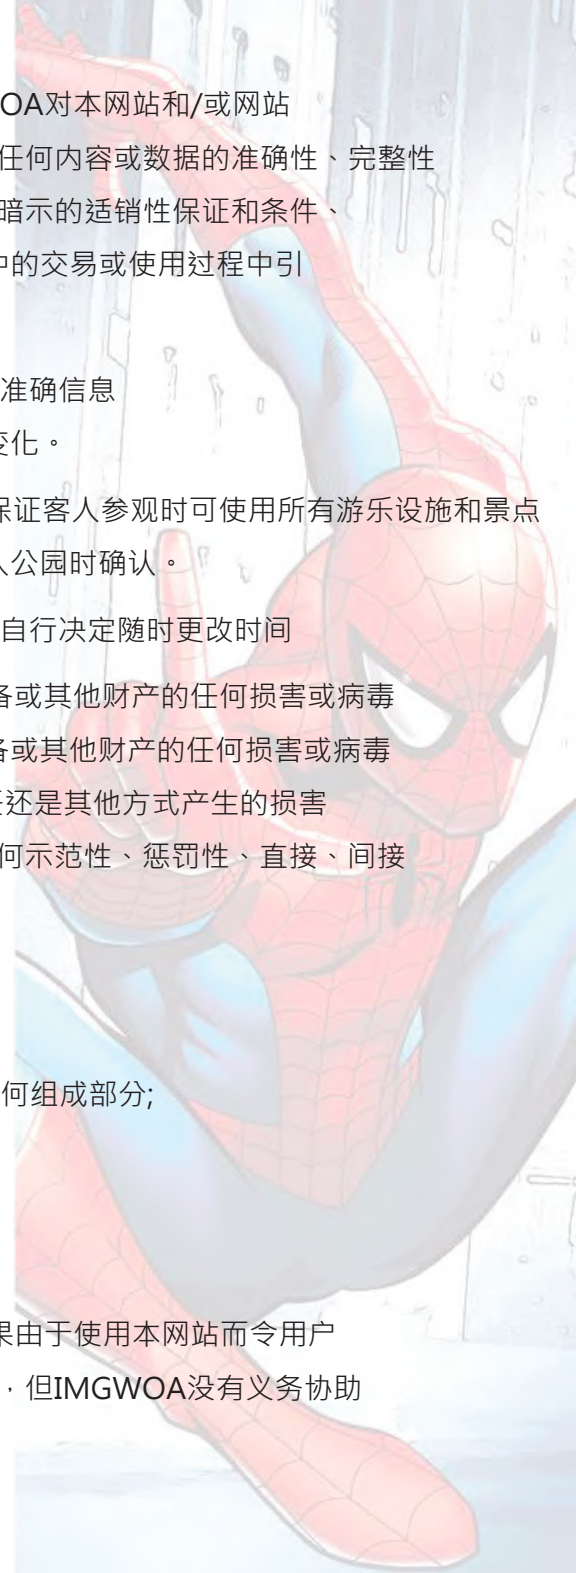 OA对本网站和/或网站
任何内容或数据的准确性、完整性
暗示的适销性保证和条件、
中的交易或使用过程中引
准确信息
变化。
保证客人参观时可使用所有游乐设施和景点
入公园时确认。
自行决定随时更改时间
备或其他财产的任何损害或病毒
备或其他财产的任何损害或病毒
还是其他方式产生的损害
何示范性、惩罚性、直接、间接
何组成部分;
果由于使用本网站而令用户
,但IMGWOA没有义务协助